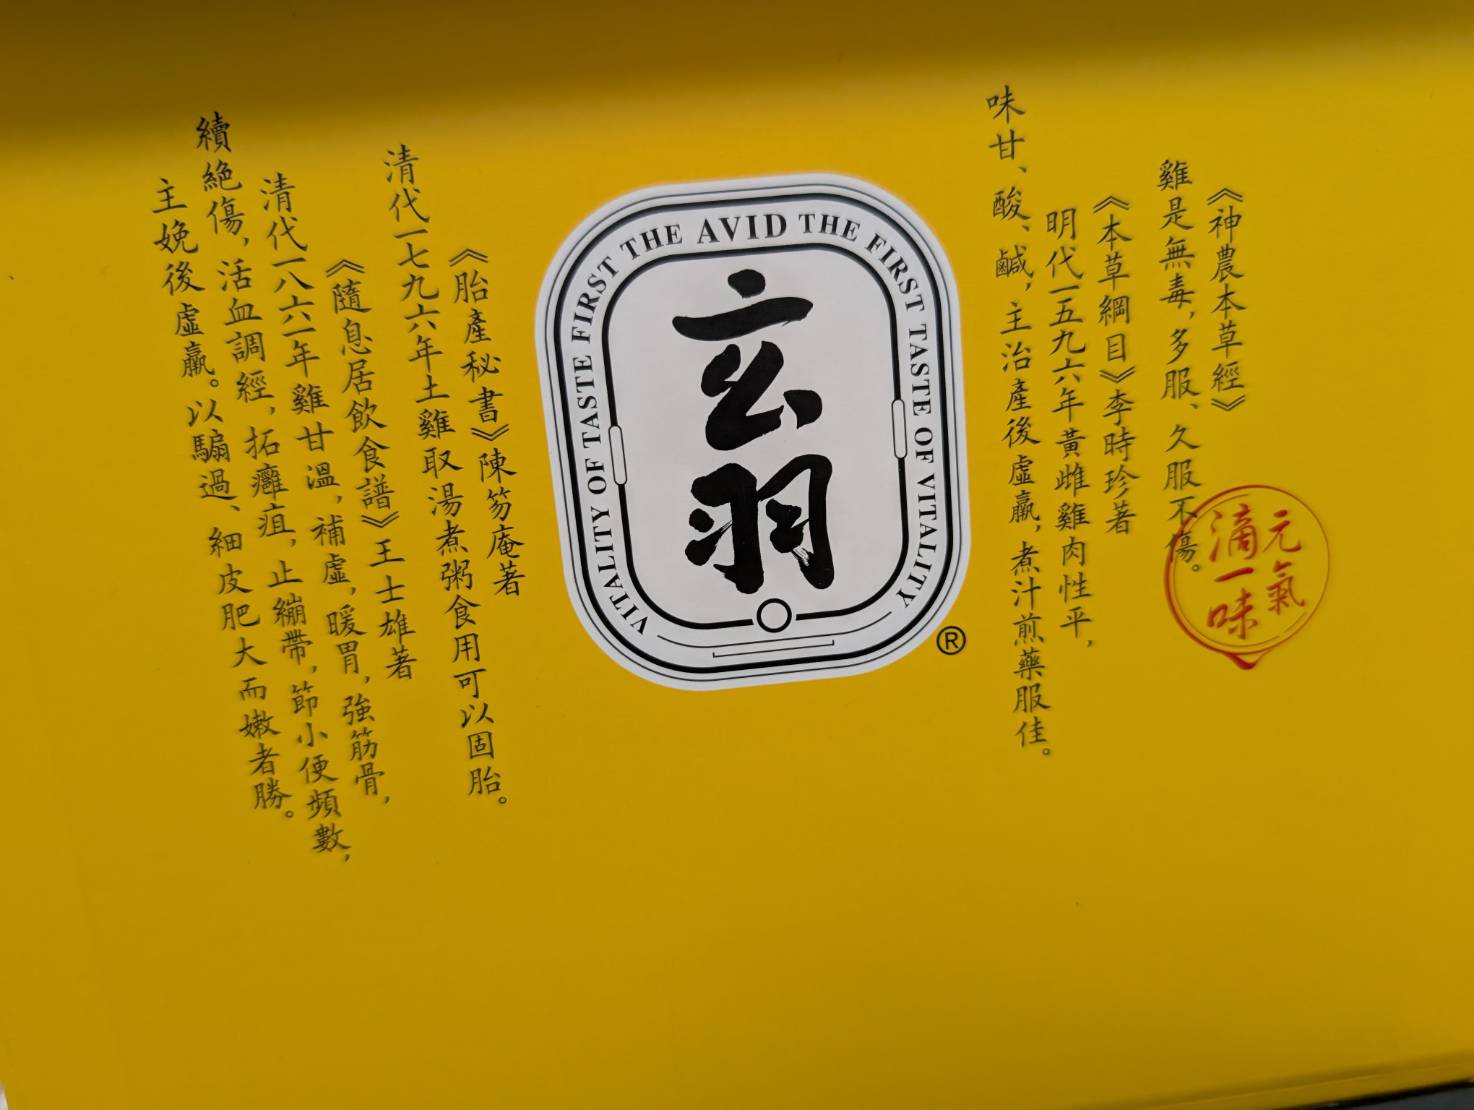 《神農本草經》
雞是無毒，多服、久服不傷。
《本草綱目》李時珍著
明代一五九六年黃雌雞肉性平，
味甘、酸、鹹，主治產後虛羸，煮汁煎藥服佳。
元氣
滴一味
THE AVID THE FIRST TASTE OF VITALITY
VITALITY OF TASTE FIRST
玄羽
®
《胎產秘書》陳笏庵著
清代一七九六年土雞取湯煮粥食用可以固胎。
《隨息居飲食譜》王士雄著
清代一八六一年雞甘溫，補虛，暖胃，強筋骨，
續絕傷，活血調經，拓癰疽，止繃帶，節小便頻數，
主娩後虛羸。以騸過、細皮肥大而嫩者勝。